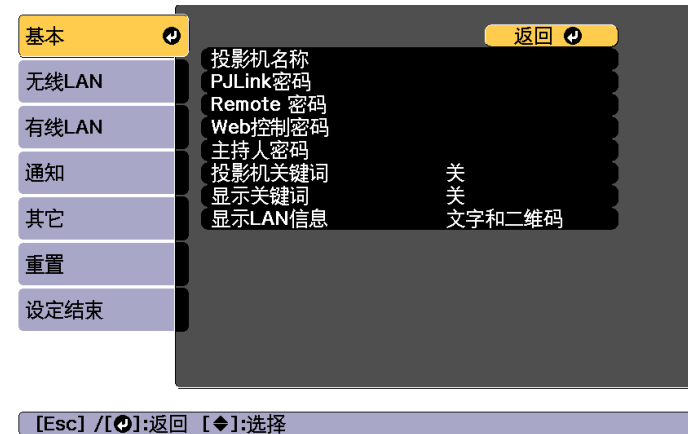 基本
无线LAN
有线LAN
通知
其它
重置
设定结束
返回
投影机名称
PJLink密码
Remote 密码
Web控制密码
主持人密码
投影机关键词 关
显示关键词 关
显示LAN信息 文字和二维码
[Esc] /[]:返回 [◆]:选择